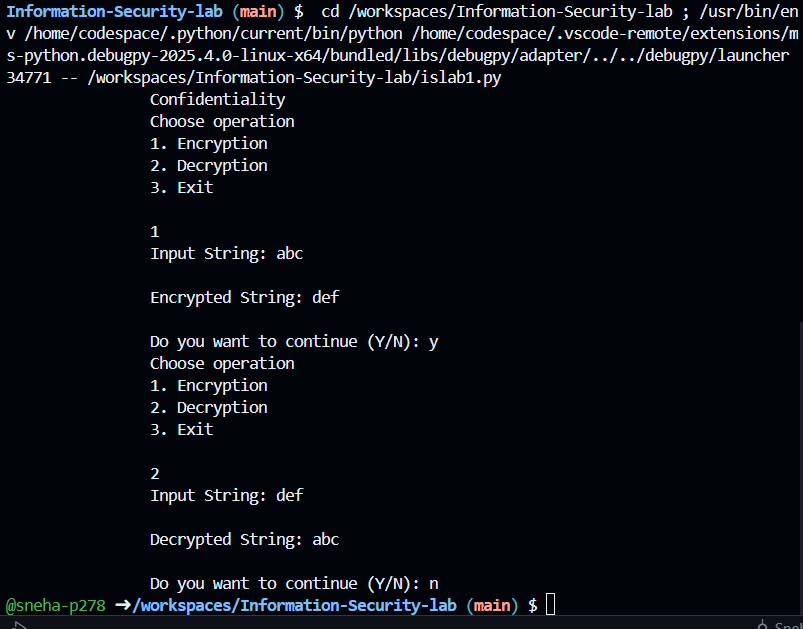 Information-Security-lab (main) $  cd /workspaces/Information-Security-lab ; /usr/bin/en
v /home/codespace/.python/current/bin/python /home/codespace/.vscode-remote/extensions/m
s-python.debugpy-2025.4.0-linux-x64/bundled/libs/debugpy/adapter/../../debugpy/launcher
34771 -- /workspaces/Information-Security-lab/islab1.py
Confidentiality
Choose operation
1. Encryption
2. Decryption
3. Exit
1
Input String: abc
Encrypted String: def
Do you want to continue (Y/N): y
Choose operation
1. Encryption
2. Decryption
3. Exit
2
Input String: def
Decrypted String: abc
Do you want to continue (Y/N): n
@sneha-p278 ➜/workspaces/Information-Security-lab (main) $